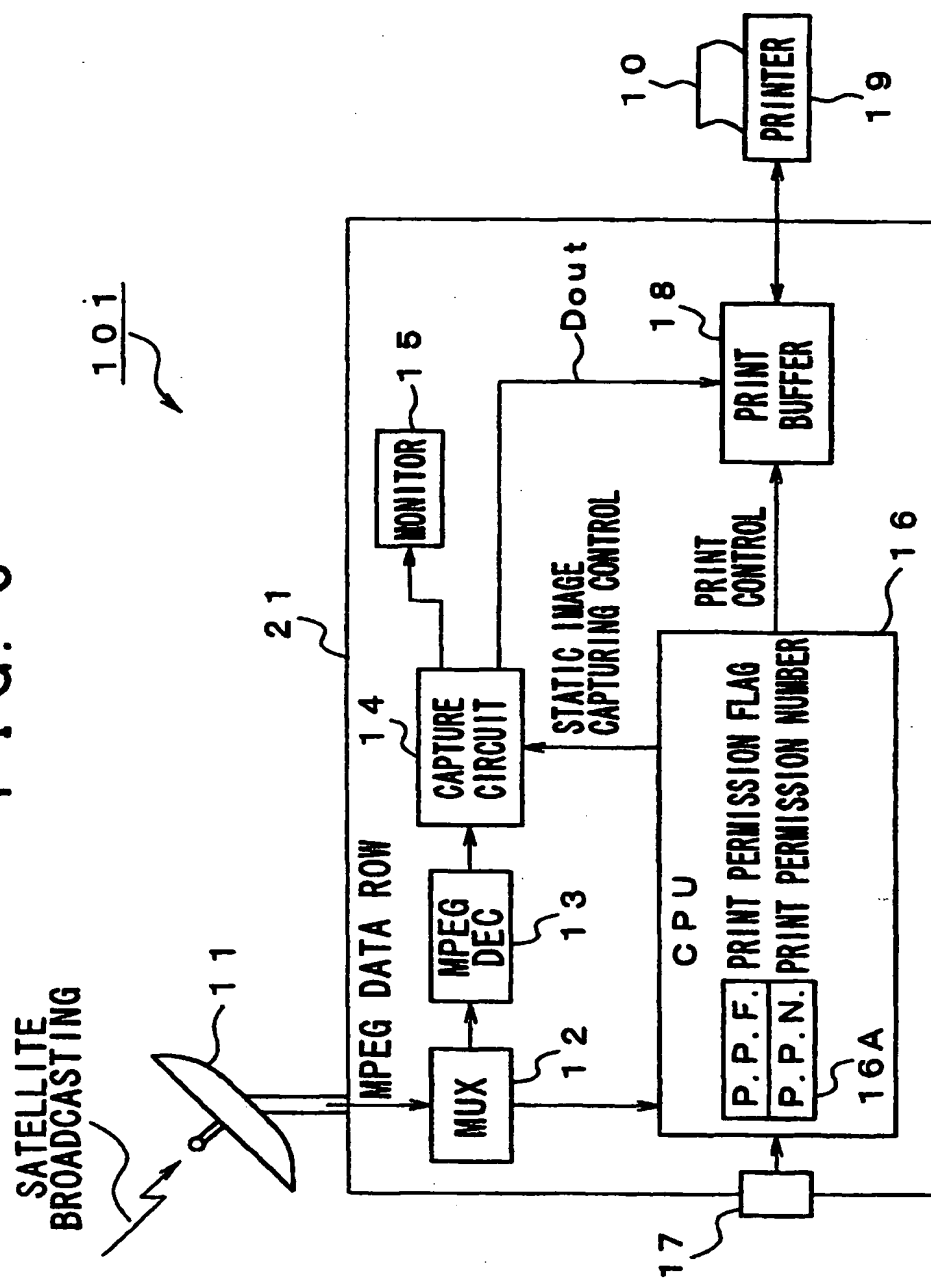 101
SATELLITE
BROADCASTING
11
21
MPEG DATA ROW
MUX
12
MPEG
DEC
13
14
CAPTURE
CIRCUIT
MONITOR
15
Dout
STATIC IMAGE
CAPTURING CONTROL
CPU
P.P.F. PRINT PERMISSION FLAG
P.P.N. PRINT PERMISSION NUMBER
16A
16
17
PRINT
CONTROL
18
PRINT
BUFFER
10
PRINTER
19